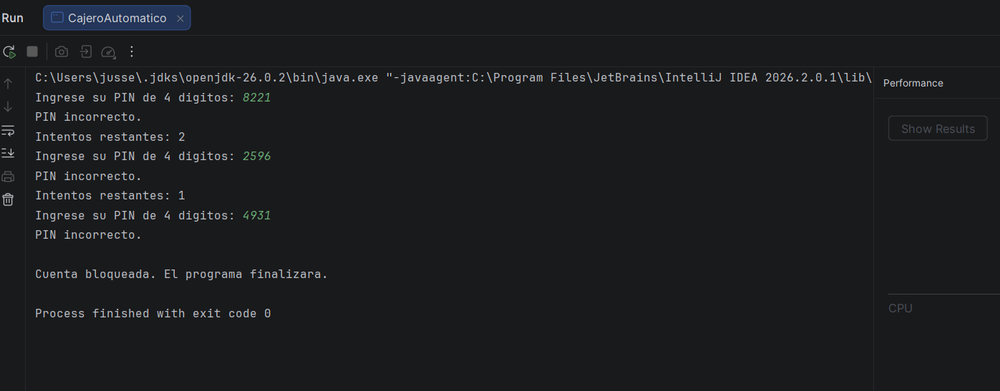 Run
CajeroAutomatico
C:\Users\jusse\.jdks\openjdk-26.0.2\bin\java.exe "-javaagent:C:\Program Files\JetBrains\IntelliJ IDEA 2026.2.0.1\lib\
Ingrese su PIN de 4 digitos: 8221
PIN incorrecto.
Intentos restantes: 2
Ingrese su PIN de 4 digitos: 2596
PIN incorrecto.
Intentos restantes: 1
Ingrese su PIN de 4 digitos: 4931
PIN incorrecto.
Cuenta bloqueada. El programa finalizara.
Process finished with exit code 0
Performance
Show Results
CPU